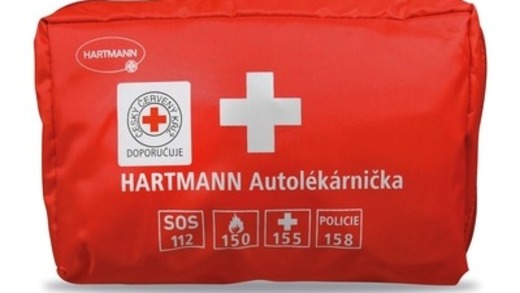 HARTMANN
ČESKÝ ČERVENÝ KŘÍŽ
DOPORUČUJE
HARTMANN Autolékárnička
SOS
112
150
155
POLICIE
158